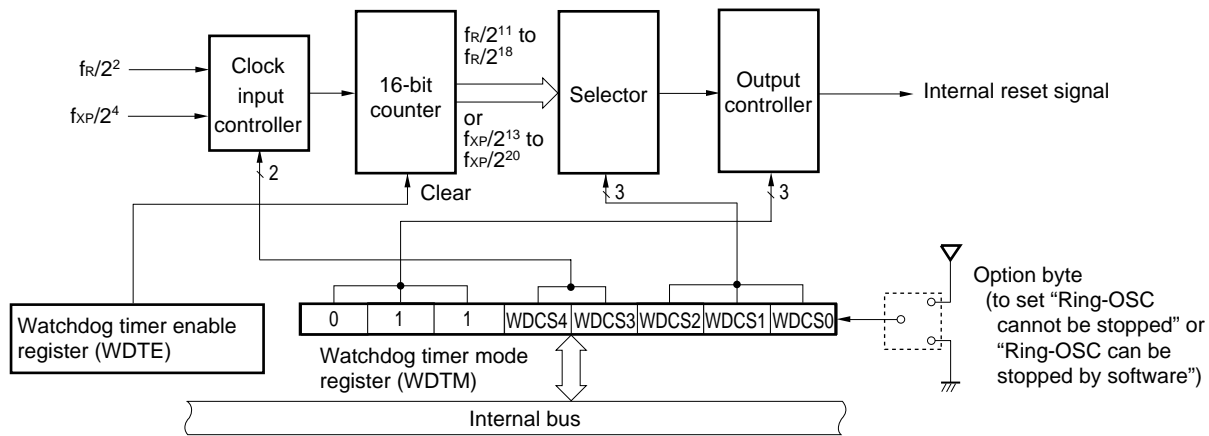 fR/2²
fXP/2⁴
Clock
input
controller
2
16-bit
counter
Clear
fR/2¹¹ to
fR/2¹⁸
or
fXP/2¹³ to
fXP/2²⁰
Selector
3
Output
controller
3
Internal reset signal
Watchdog timer enable
register (WDTE)
0 1 1 WDCS4 WDCS3 WDCS2 WDCS1 WDCS0
Watchdog timer mode
register (WDTM)
Option byte
(to set “Ring-OSC
cannot be stopped” or
“Ring-OSC can be
stopped by software”)
Internal bus